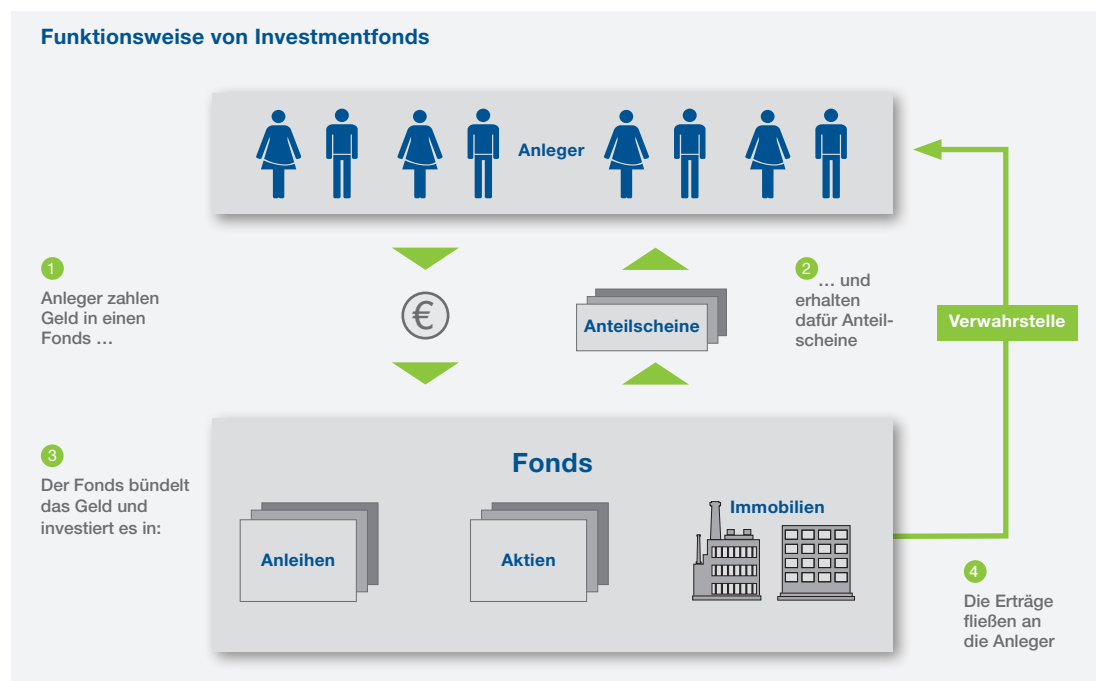 Funktionsweise von Investmentfonds
Anleger
1
Anleger zahlen
Geld in einen
Fonds …
€
Anteilscheine
2
… und
erhalten
dafür Anteil-
scheine
Verwahrstelle
3
Der Fonds bündelt
das Geld und
investiert es in:
Fonds
Anleihen
Aktien
Immobilien
4
Die Erträge
fließen an
die Anleger